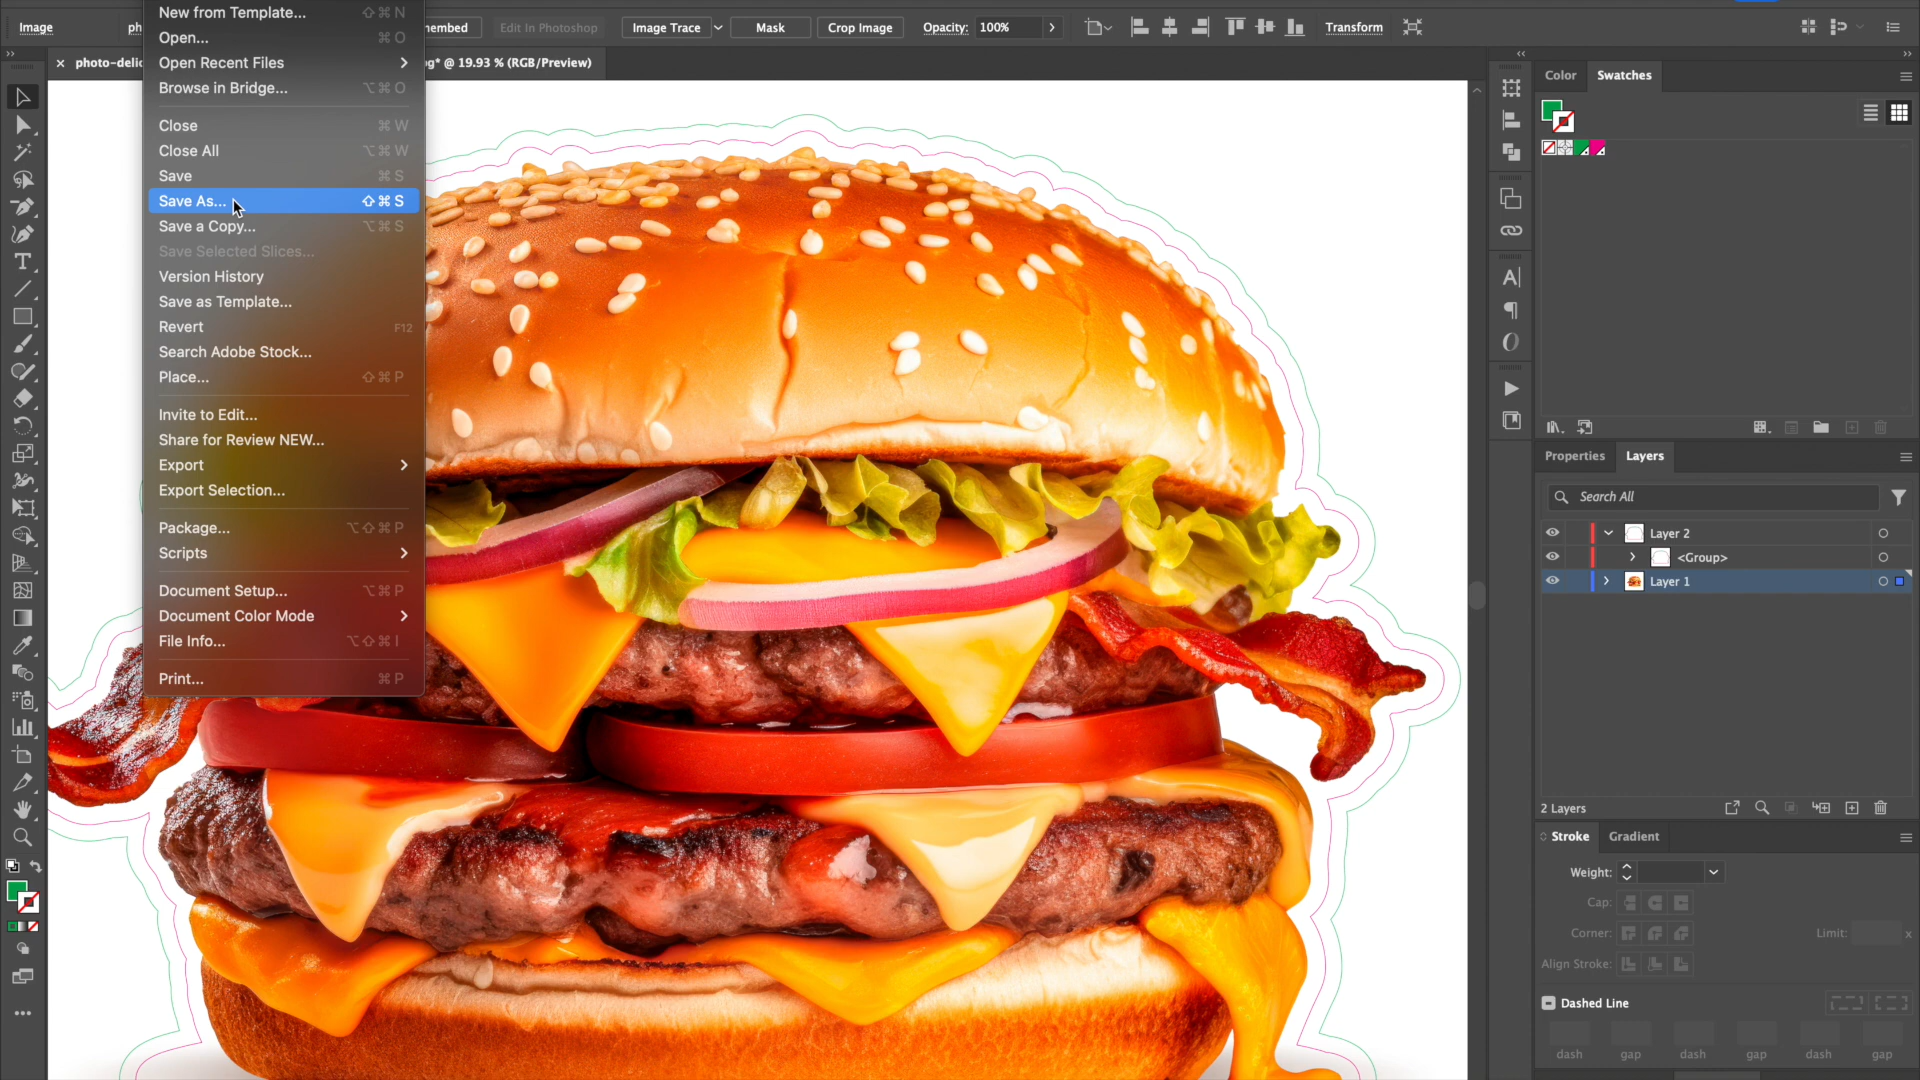 Image
ph
nembed
Edit In Photoshop
Image Trace
Mask
Crop Image
Opacity:
100%
Transform
photo-delic
g* @ 19.93 % (RGB/Preview)
New from Template... ⇧⌘N
Open... ⌘O
Open Recent Files
Browse in Bridge... ⌥⌘O
Close ⌘W
Close All ⌥⌘W
Save ⌘S
Save As... ⇧⌘S
Save a Copy... ⌥⌘S
Save Selected Slices...
Version History
Save as Template...
Revert F12
Search Adobe Stock...
Place... ⇧⌘P
Invite to Edit...
Share for Review NEW...
Export
Export Selection...
Package... ⌥⇧⌘P
Scripts
Document Setup... ⌥⌘P
Document Color Mode
File Info... ⌥⇧⌘I
Print... ⌘P
Color
Swatches
Properties
Layers
Search All
Layer 2
<Group>
Layer 1
2 Layers
Stroke
Gradient
Weight:
Cap:
Corner:
Limit:
x
Align Stroke:
Dashed Line
dash gap dash gap dash gap